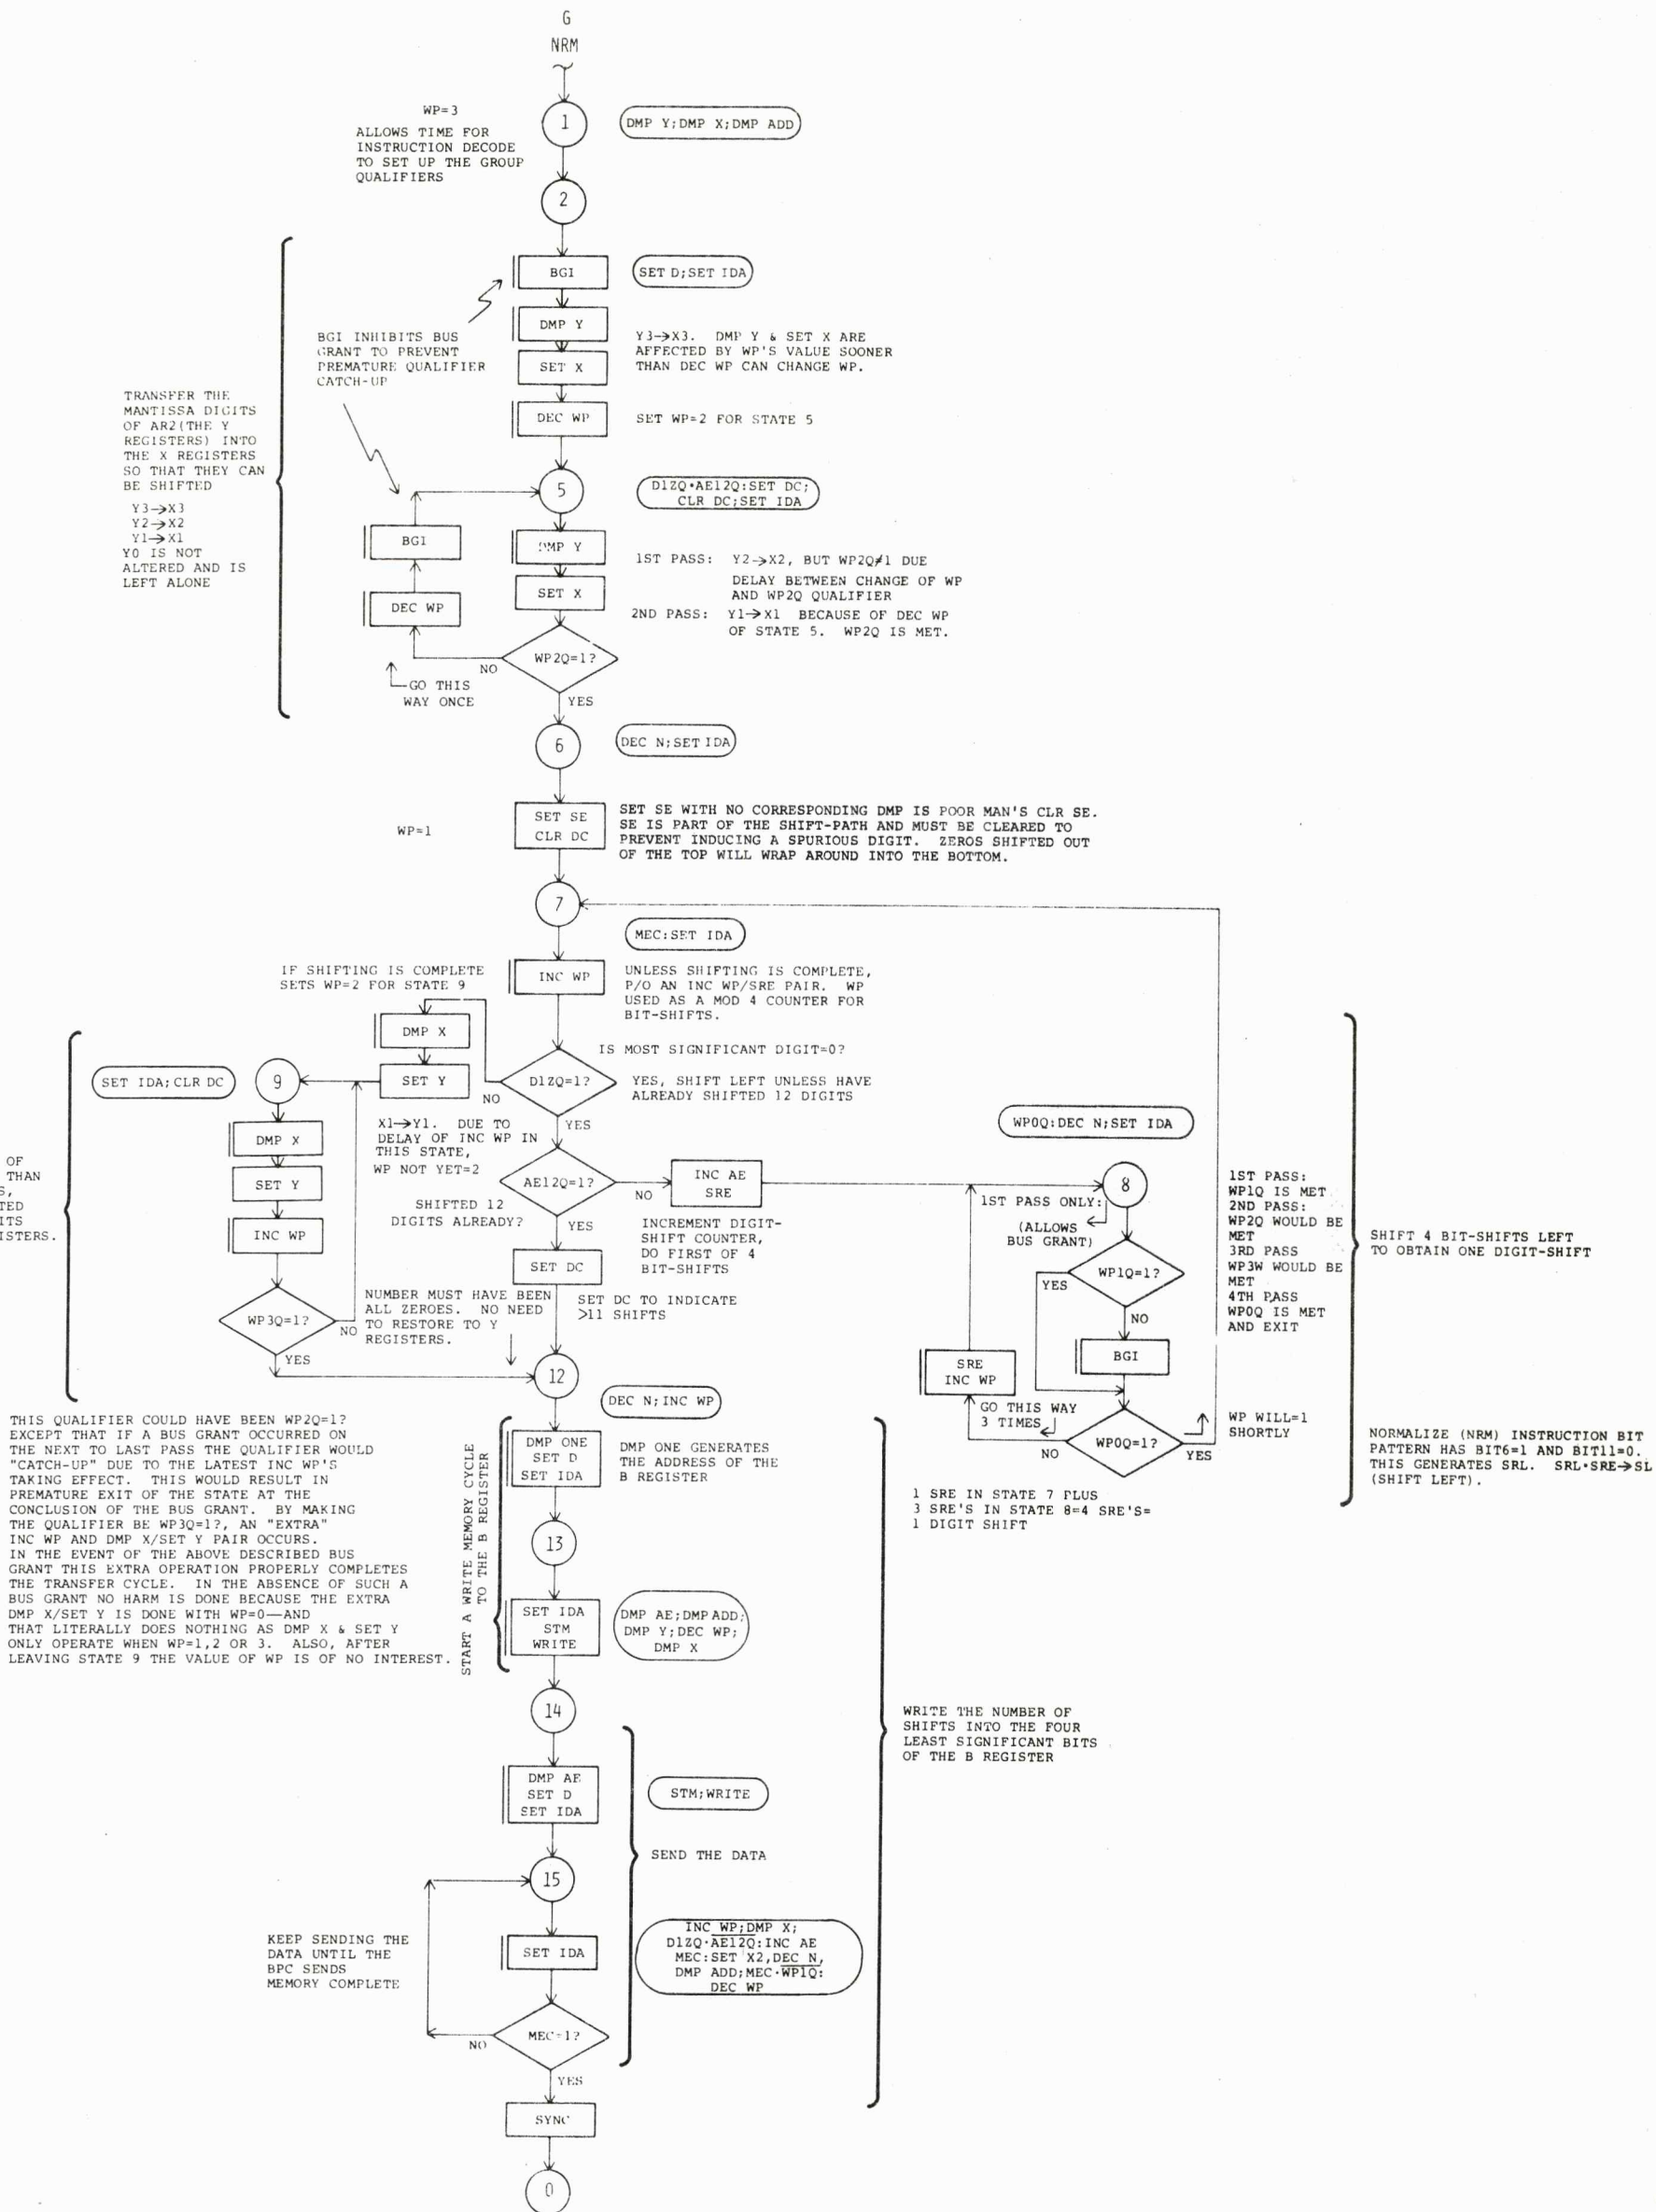 G
NRM
WP=3
ALLOWS TIME FOR
INSTRUCTION DECODE
TO SET UP THE GROUP
QUALIFIERS
1
DMP Y;DMP X;DMP ADD
2
BGI
SET D;SET IDA
DMP Y
SET X
Y3→X3. DMP Y & SET X ARE
AFFECTED BY WP'S VALUE SOONER
THAN DEC WP CAN CHANGE WP.
DEC WP
SET WP=2 FOR STATE 5
BGI INHIBITS BUS
GRANT TO PREVENT
PREMATURE QUALIFIER
CATCH-UP
TRANSFER THE
MANTISSA DIGITS
OF AR2(THE Y
REGISTERS) INTO
THE X REGISTERS
SO THAT THEY CAN
BE SHIFTED
Y3→X3
Y2→X2
Y1→X1
Y0 IS NOT
ALTERED AND IS
LEFT ALONE
5
D1ZQ·AE12Q:SET DC;
CLR DC;SET IDA
BGI
DMP Y
SET X
DEC WP
1ST PASS: Y2→X2, BUT WP2Q≠1 DUE
DELAY BETWEEN CHANGE OF WP
AND WP2Q QUALIFIER
2ND PASS: Y1→X1 BECAUSE OF DEC WP
OF STATE 5. WP2Q IS MET.
WP2Q=1?
NO
GO THIS
WAY ONCE
YES
6
DEC N;SET IDA
WP=1
SET SE
CLR DC
SET SE WITH NO CORRESPONDING DMP IS POOR MAN'S CLR SE.
SE IS PART OF THE SHIFT-PATH AND MUST BE CLEARED TO
PREVENT INDUCING A SPURIOUS DIGIT. ZEROS SHIFTED OUT
OF THE TOP WILL WRAP AROUND INTO THE BOTTOM.
7
MEC:SET IDA
INC WP
UNLESS SHIFTING IS COMPLETE,
P/O AN INC WP/SRE PAIR. WP
USED AS A MOD 4 COUNTER FOR
BIT-SHIFTS.
IF SHIFTING IS COMPLETE
SETS WP=2 FOR STATE 9
DMP X
SET Y
IS MOST SIGNIFICANT DIGIT=0?
D1ZQ=1?
NO
YES
YES, SHIFT LEFT UNLESS HAVE
ALREADY SHIFTED 12 DIGITS
X1→Y1. DUE TO
DELAY OF INC WP IN
THIS STATE,
WP NOT YET=2
SET IDA;CLR DC
9
DMP X
SET Y
INC WP
WP3Q=1?
NO
YES
OF
THAN
S,
TED
ITS
ISTERS.
AE12Q=1?
NO
YES
SHIFTED 12
DIGITS ALREADY?
INC AE
SRE
INCREMENT DIGIT-
SHIFT COUNTER,
DO FIRST OF 4
BIT-SHIFTS
SET DC
SET DC TO INDICATE
>11 SHIFTS
NUMBER MUST HAVE BEEN
ALL ZEROES. NO NEED
TO RESTORE TO Y
REGISTERS.
WP0Q:DEC N;SET IDA
8
1ST PASS ONLY:
(ALLOWS
BUS GRANT)
WP1Q=1?
YES
NO
BGI
SRE
INC WP
GO THIS WAY
3 TIMES
WP0Q=1?
NO
YES
WP WILL=1
SHORTLY
1ST PASS:
WP1Q IS MET
2ND PASS:
WP2Q WOULD BE
MET
3RD PASS
WP3W WOULD BE
MET
4TH PASS
WP0Q IS MET
AND EXIT
SHIFT 4 BIT-SHIFTS LEFT
TO OBTAIN ONE DIGIT-SHIFT
NORMALIZE (NRM) INSTRUCTION BIT
PATTERN HAS BIT6=1 AND BIT11=0.
THIS GENERATES SRL. SRL·SRE→SL
(SHIFT LEFT).
1 SRE IN STATE 7 PLUS
3 SRE'S IN STATE 8=4 SRE'S=
1 DIGIT SHIFT
12
DEC N;INC WP
THIS QUALIFIER COULD HAVE BEEN WP2Q=1?
EXCEPT THAT IF A BUS GRANT OCCURRED ON
THE NEXT TO LAST PASS THE QUALIFIER WOULD
"CATCH-UP" DUE TO THE LATEST INC WP'S
TAKING EFFECT. THIS WOULD RESULT IN
PREMATURE EXIT OF THE STATE AT THE
CONCLUSION OF THE BUS GRANT. BY MAKING
THE QUALIFIER BE WP3Q=1?, AN "EXTRA"
INC WP AND DMP X/SET Y PAIR OCCURS.
IN THE EVENT OF THE ABOVE DESCRIBED BUS
GRANT THIS EXTRA OPERATION PROPERLY COMPLETES
THE TRANSFER CYCLE. IN THE ABSENCE OF SUCH A
BUS GRANT NO HARM IS DONE BECAUSE THE EXTRA
DMP X/SET Y IS DONE WITH WP=0—AND
THAT LITERALLY DOES NOTHING AS DMP X & SET Y
ONLY OPERATE WHEN WP=1,2 OR 3. ALSO, AFTER
LEAVING STATE 9 THE VALUE OF WP IS OF NO INTEREST.
START A WRITE MEMORY CYCLE
TO THE B REGISTER
DMP ONE
SET D
SET IDA
DMP ONE GENERATES
THE ADDRESS OF THE
B REGISTER
13
SET IDA
STM
WRITE
DMP AE;DMP ADD;
DMP Y;DEC WP;
DMP X
14
DMP AE
SET D
SET IDA
STM;WRITE
SEND THE DATA
WRITE THE NUMBER OF
SHIFTS INTO THE FOUR
LEAST SIGNIFICANT BITS
OF THE B REGISTER
15
KEEP SENDING THE
DATA UNTIL THE
BPC SENDS
MEMORY COMPLETE
SET IDA
INC WP;DMP X;
D1ZQ·A̅E̅1̅2̅Q̅:INC AE
MEC:SET X2,DEC N,
DMP ADD;MEC·W̅P̅1̅Q̅:
DEC WP
MEC=1?
NO
YES
SYNC
0